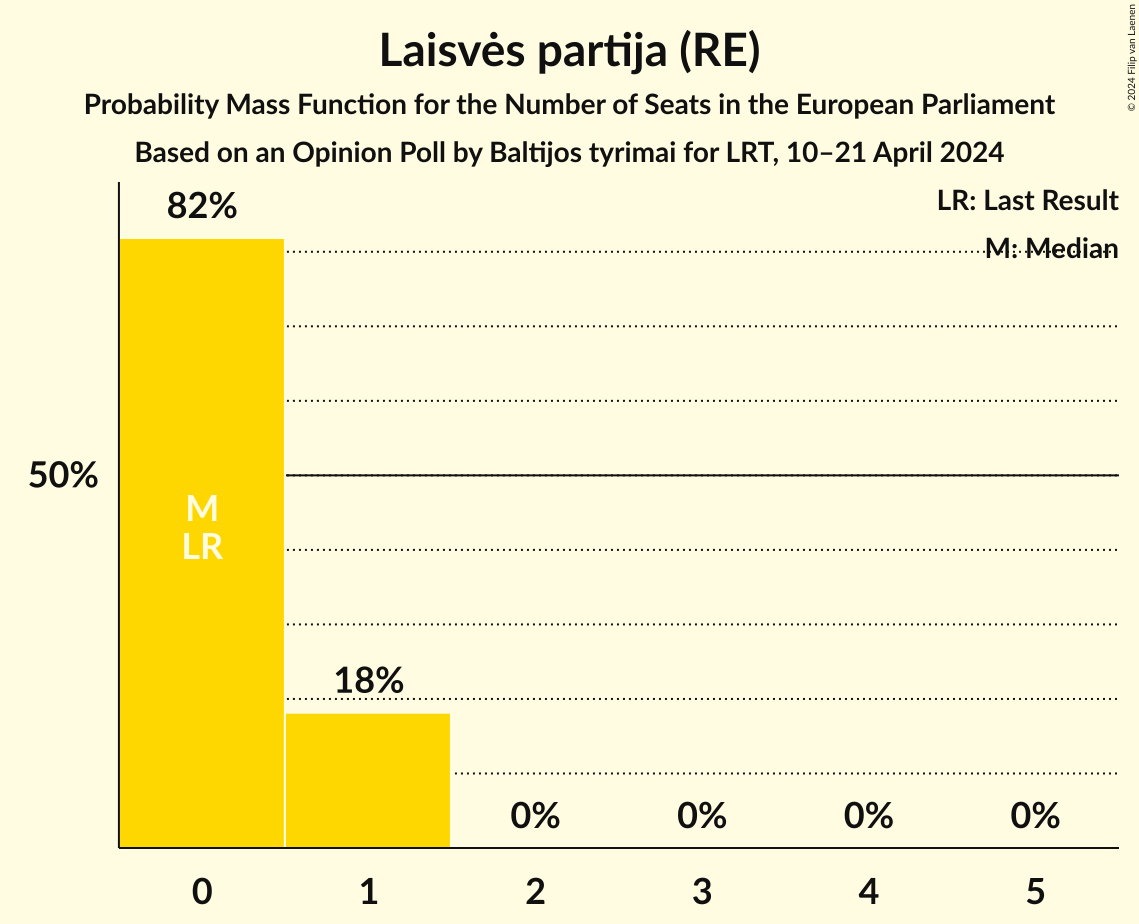 Laisvės partija (RE)
Probability Mass Function for the Number of Seats in the European Parliament
Based on an Opinion Poll by Baltijos tyrimai for LRT, 10–21 April 2024
© 2024 Filip van Laenen
LR: Last Result
M: Median
82%
50%
M
LR
18%
0% 0% 0% 0%
0 1 2 3 4 5